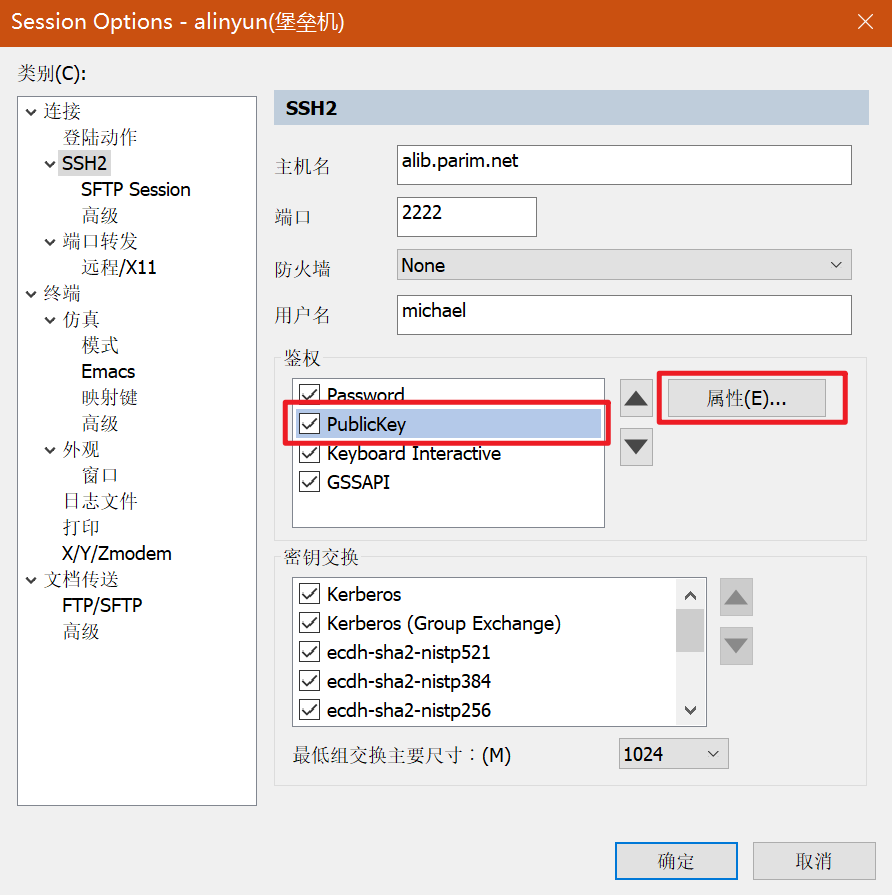 Session Options - alinyun(堡垒机)
类别(C):
连接
登陆动作
SSH2
SFTP Session
高级
端口转发
远程/X11
终端
仿真
模式
Emacs
映射键
高级
外观
窗口
日志文件
打印
X/Y/Zmodem
文档传送
FTP/SFTP
高级
SSH2
主机名 alib.parim.net
端口 2222
防火墙 None
用户名 michael
鉴权
Password
PublicKey
Keyboard Interactive
GSSAPI
属性(E)...
密钥交换
Kerberos
Kerberos (Group Exchange)
ecdh-sha2-nistp521
ecdh-sha2-nistp384
ecdh-sha2-nistp256
最低组交换主要尺寸：(M) 1024
确定 取消